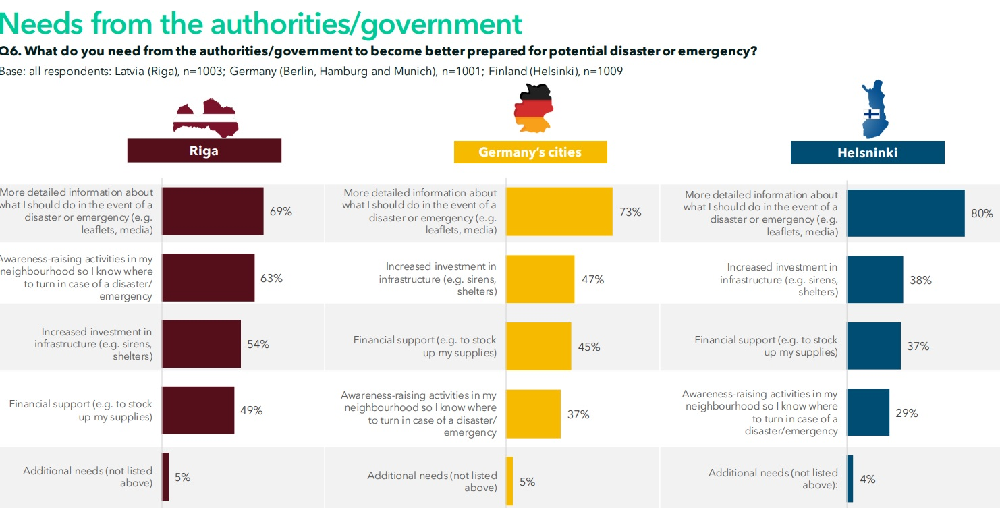 Needs from the authorities/government
Q6. What do you need from the authorities/government to become better prepared for potential disaster or emergency?
Base: all respondents: Latvia (Riga), n=1003; Germany (Berlin, Hamburg and Munich), n=1001; Finland (Helsinki), n=1009
Riga
More detailed information about
what I should do in the event of a
disaster or emergency (e.g.
leaflets, media)
69%
Awareness-raising activities in my
neighbourhood so I know where
to turn in case of a disaster/
emergency
63%
Increased investment in
infrastructure (e.g. sirens,
shelters)
54%
Financial support (e.g. to stock
up my supplies)
49%
Additional needs (not listed
above)
5%
Germany's cities
More detailed information about
what I should do in the event of a
disaster or emergency (e.g.
leaflets, media)
73%
Increased investment in
infrastructure (e.g. sirens,
shelters)
47%
Financial support (e.g. to stock
up my supplies)
45%
Awareness-raising activities in my
neighbourhood so I know where
to turn in case of a disaster/
emergency
37%
Additional needs (not listed
above)
5%
Helsninki
More detailed information about
what I should do in the event of a
disaster or emergency (e.g.
leaflets, media)
80%
Increased investment in
infrastructure (e.g. sirens,
shelters)
38%
Financial support (e.g. to stock
up my supplies)
37%
Awareness-raising activities in my
neighbourhood so I know where
to turn in case of a
disaster/emergency
29%
Additional needs (not listed
above):
4%